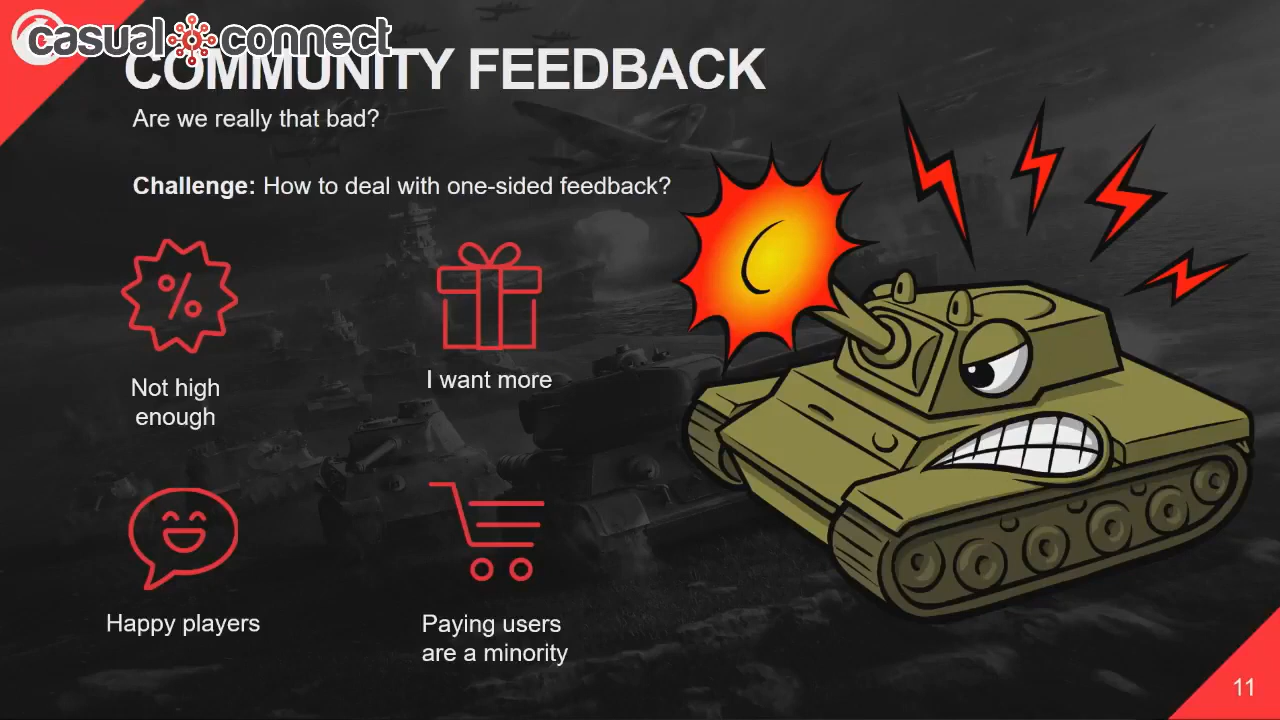 casual connect
COMMUNITY FEEDBACK
Are we really that bad?
Challenge: How to deal with one-sided feedback?
Not high
enough
I want more
Happy players
Paying users
are a minority
11